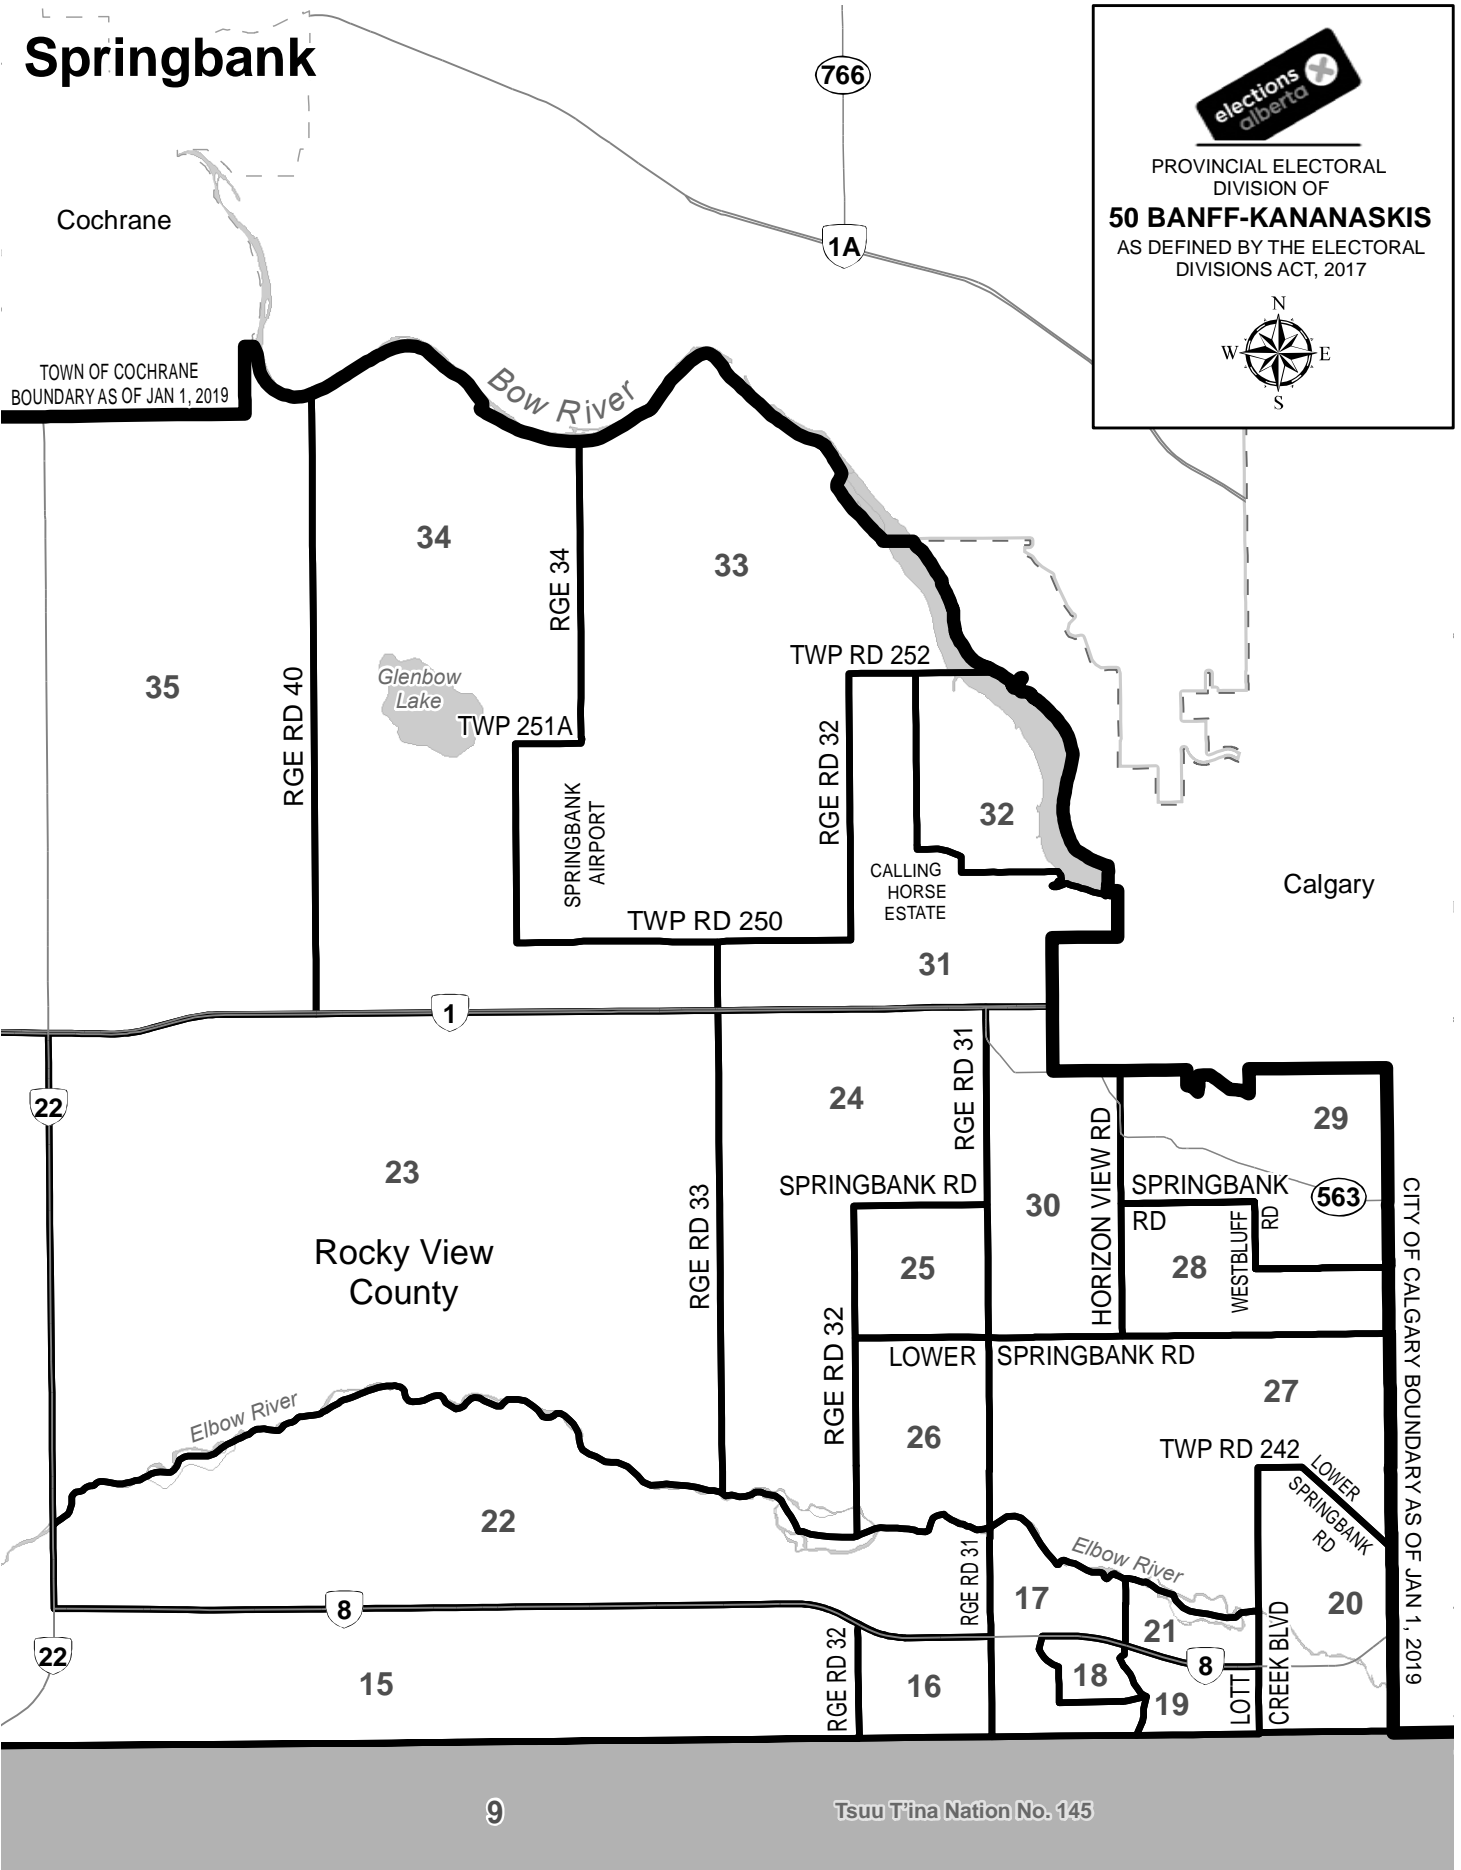 Springbank
766
elections
alberta
PROVINCIAL ELECTORAL
DIVISION OF
50 BANFF-KANANASKIS
AS DEFINED BY THE ELECTORAL
DIVISIONS ACT, 2017
N
W
E
S
Cochrane
1A
TOWN OF COCHRANE
BOUNDARY AS OF JAN 1, 2019
Bow River
34
33
RGE 34
35
RGE RD 40
Glenbow
Lake
TWP 251A
TWP RD 252
RGE RD 32
32
SPRINGBANK
AIRPORT
CALLING
HORSE
ESTATE
Calgary
TWP RD 250
31
1
22
24
RGE RD 31
HORIZON VIEW RD
29
23
SPRINGBANK RD
30
SPRINGBANK
RD
563
RGE RD 33
WESTBLUFF
RD
Rocky View
County
25
28
CITY OF CALGARY BOUNDARY AS OF JAN 1, 2019
RGE RD 32
LOWER SPRINGBANK RD
27
Elbow River
26
TWP RD 242
LOWER
SPRINGBANK
RD
22
Elbow River
RGE RD 31
17
20
8
21
22
RGE RD 32
15
16
18
8
19
LOTT
CREEK BLVD
9
Tsuu T'ina Nation No. 145